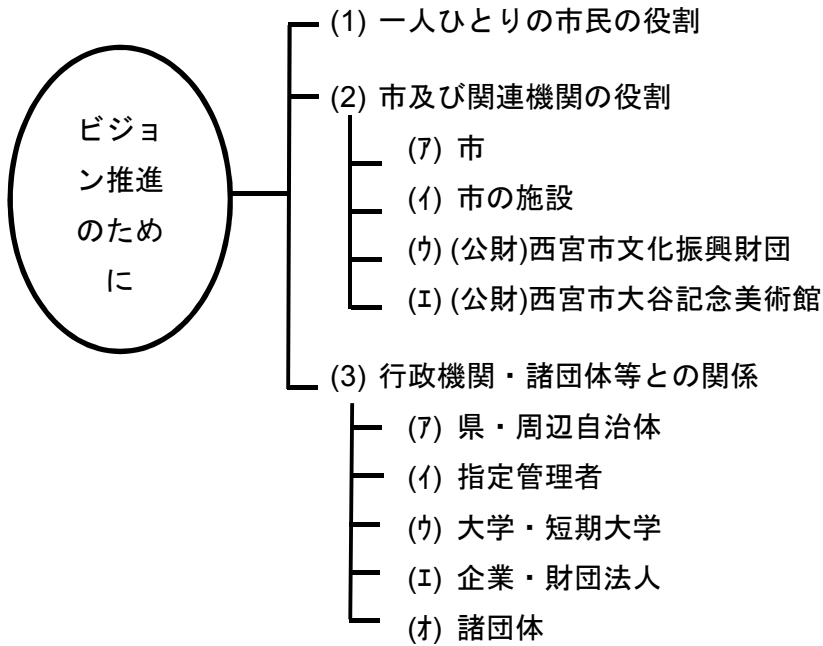 ビジョ
ン推進
のため
に
(1) 一人ひとりの市民の役割
(2) 市及び関連機関の役割
(ｱ) 市
(ｲ) 市の施設
(ｳ) (公財)西宮市文化振興財団
(ｴ) (公財)西宮市大谷記念美術館
(3) 行政機関・諸団体等との関係
(ｱ) 県・周辺自治体
(ｲ) 指定管理者
(ｳ) 大学・短期大学
(ｴ) 企業・財団法人
(ｵ) 諸団体